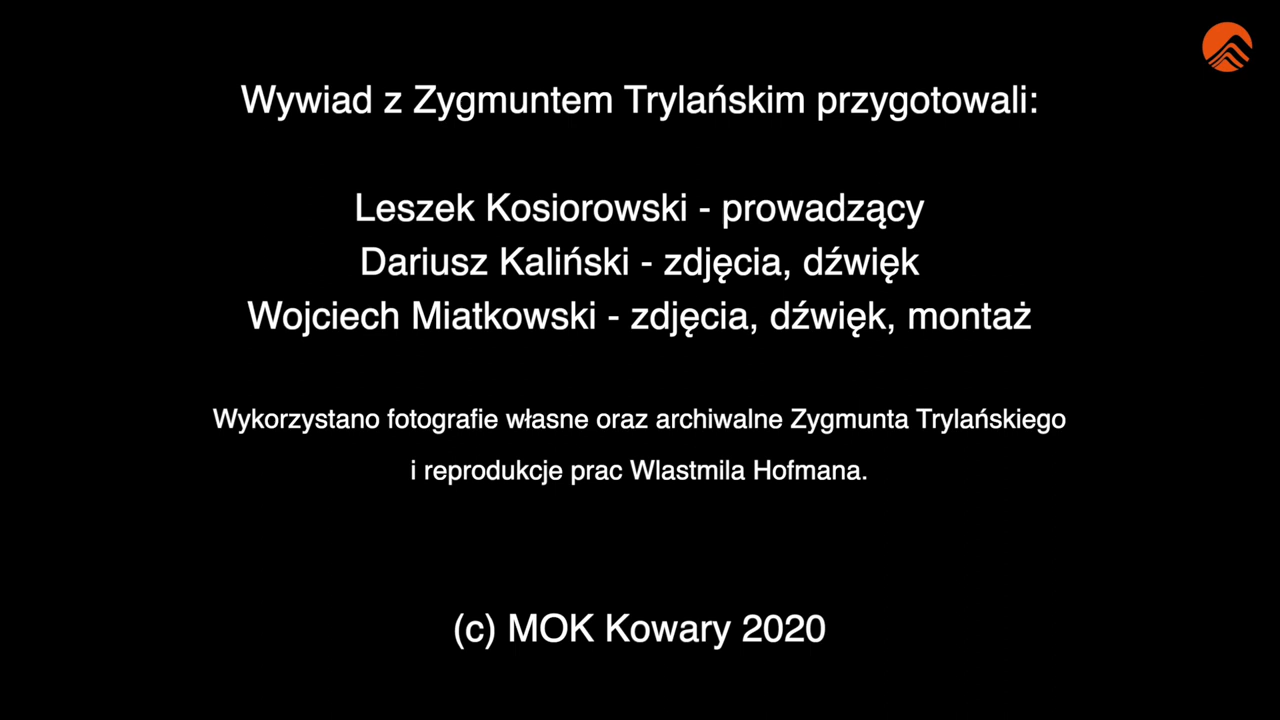 Wywiad z Zygmuntem Trylańskim przygotowali:
Leszek Kosiorowski - prowadzący
Dariusz Kaliński - zdjęcia, dźwięk
Wojciech Miatkowski - zdjęcia, dźwięk, montaż
Wykorzystano fotografie własne oraz archiwalne Zygmunta Trylańskiego
i reprodukcje prac Wlastmila Hofmana.
(c) MOK Kowary 2020